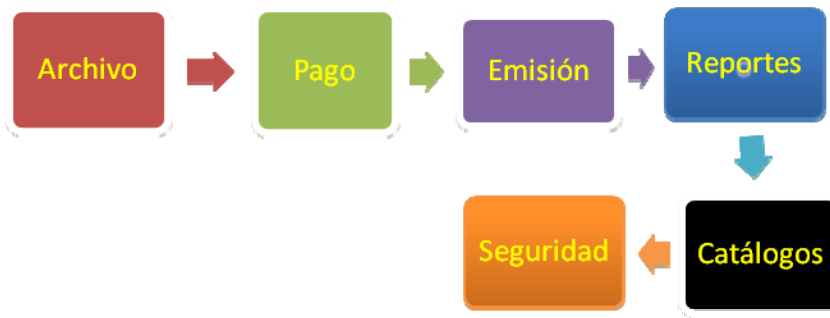 Archivo
Pago
Emisión
Reportes
Catálogos
Seguridad